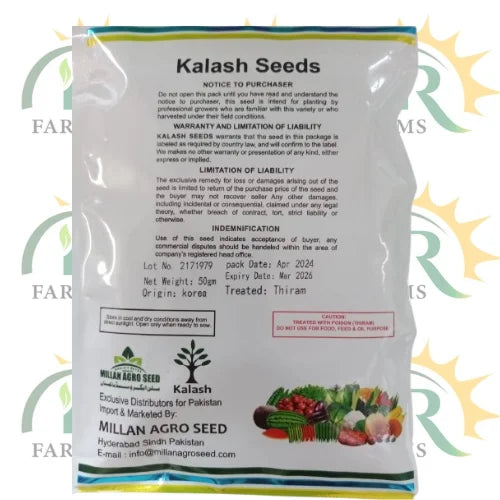 Kalash Seeds
NOTICE TO PURCHASER
Do not open this pack until you have read and understand the
notice to purchaser, this seed is intend for planting by
professional growers who are familiar with this variety or who
harvested under their field conditions.
WARRANTY AND LIMITATION OF LIABILITY
KALASH SEEDS warrants that the seed in this package is
labeled as required by country law, and will confirm to the label.
We makes no other warranty or presentation of any Kind, either
express or implied.
LIMITATION OF LIABILITY
The exclusive remedy for loss or damages arising out of the
seed is limited to return of the purchase price of the seed and
the buyer may not recover seller Any other damages,
including incidental or consequential, claimed under any legal
theory, whether breach of contract, tort, strict liability or
otherwise.
INDEMNIFICATION
Use of this seed indicates acceptance of buyer, any
commercial disputes should be handeled within the area of
company's registered head office.
Lot No. 2171979
pack Date: Apr 2024
Expiry Date: Mar 2026
Net Weight: 50gm
Origin: korea
Treated: Thiram
Store in cool and dry conditions away from
direct sunlight. Open only when ready to sow.
CAUTION:
TREATED WITH POISON (THIRAM)
DO NOT USE FOR FOOD, FEED & OIL PURPOSE
MILLAN AGRO SEED
Kalash
Exclusive Distributors for Pakistan
Import & Marketed By:
MILLAN AGRO SEED
Hyderabad Sindh Pakistan
E-mail : info@millanagroseed.com
FAR
R
MS
FAR
R
MS